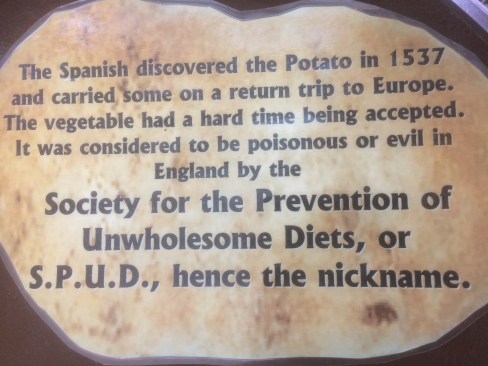 The Spanish discovered the Potato in 1537
and carried some on a return trip to Europe.
The vegetable had a hard time being accepted.
It was considered to be poisonous or evil in
England by the
Society for the Prevention of
Unwholesome Diets, or
S.P.U.D., hence the nickname.